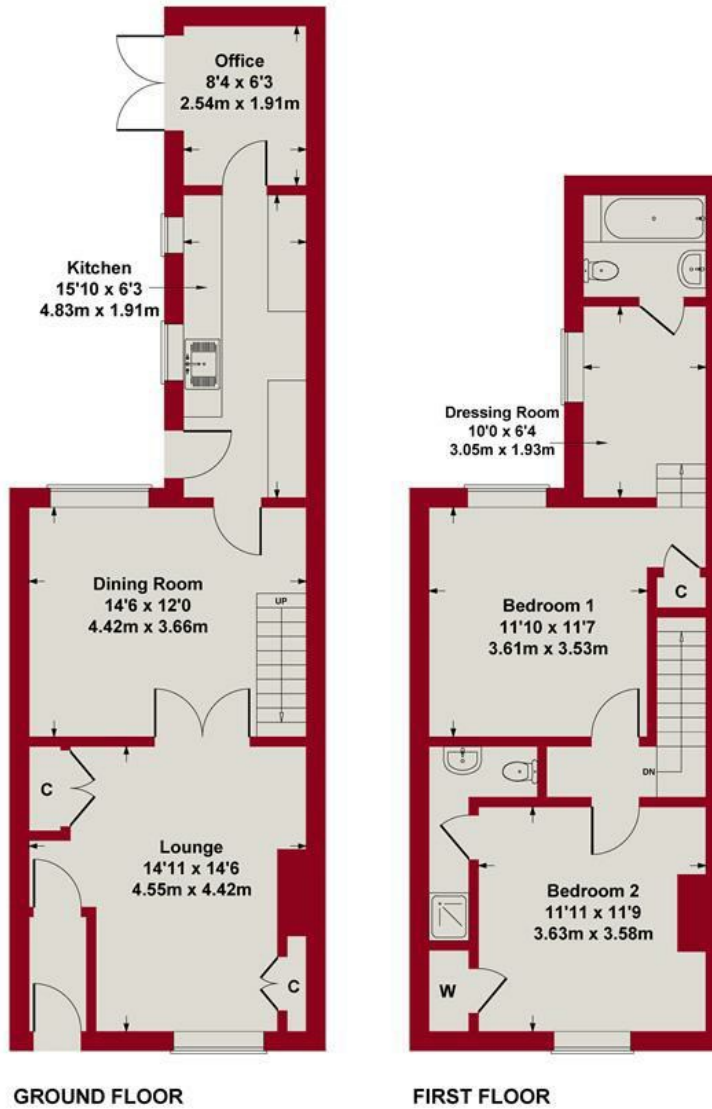 Office
8'4 x 6'3
2.54m x 1.91m
Kitchen
15'10 x 6'3
4.83m x 1.91m
Dining Room
14'6 x 12'0
4.42m x 3.66m
UP
C
Lounge
14'11 x 14'6
4.55m x 4.42m
C
GROUND FLOOR
Dressing Room
10'0 x 6'4
3.05m x 1.93m
Bedroom 1
11'10 x 11'7
3.61m x 3.53m
C
DN
Bedroom 2
11'11 x 11'9
3.63m x 3.58m
W
FIRST FLOOR